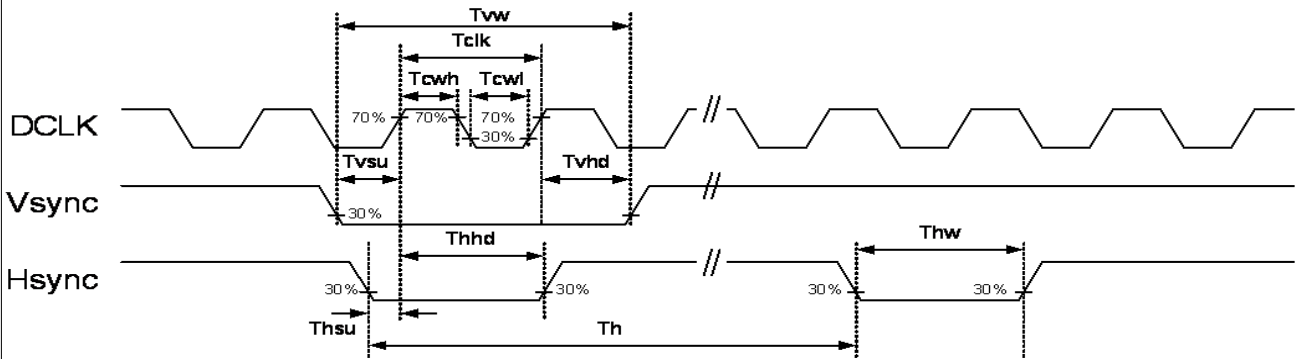 Tvw
Tclk
Tcwh Tcwl
DCLK 70% 70% 70%
30%
Tvsu Tvhd
Vsync 30%
Thhd Thw
Hsync 30% 30% 30% 30%
Thsu Th